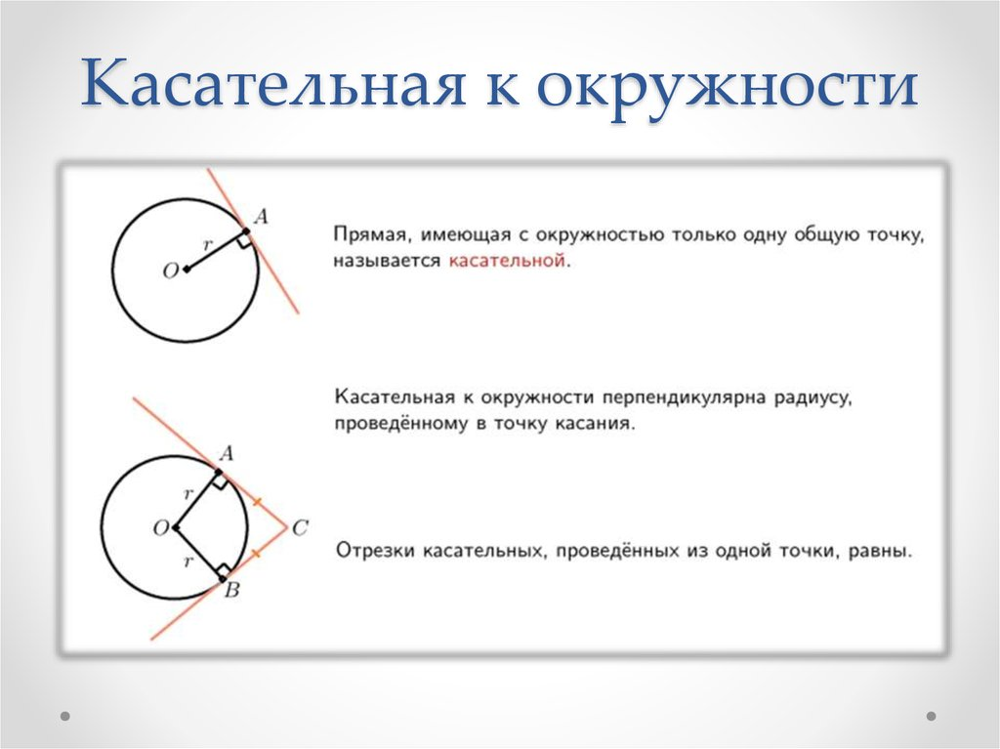 Касательная к окружности
A
r
O
Прямая, имеющая с окружностью только одну общую точку,
называется касательной.
Касательная к окружности перпендикулярна радиусу,
проведённому в точку касания.
A
r
O
C
r
B
Отрезки касательных, проведённых из одной точки, равны.